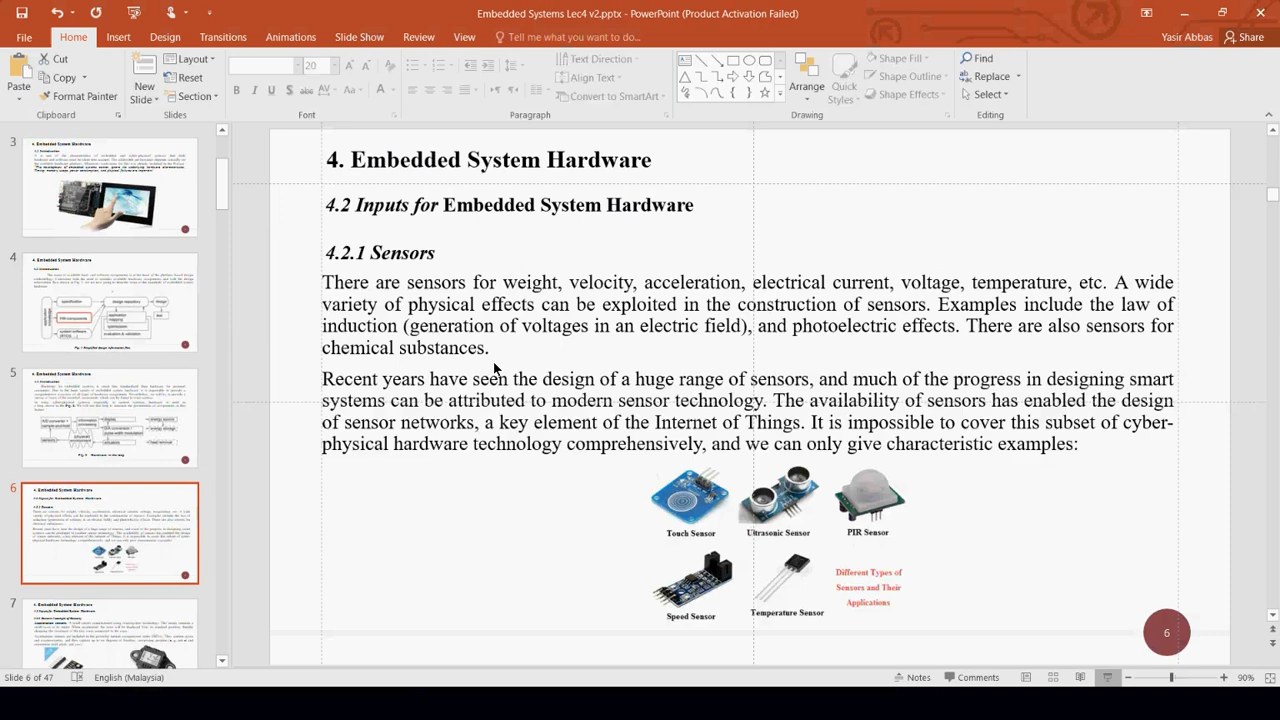 Embedded Systems Lec4 v2.pptx - PowerPoint (Product Activation Failed)
File Home Insert Design Transitions Animations Slide Show Review View Tell me what you want to do... Yasir Abbas Share
Paste Cut Copy Format Painter Clipboard
New Slide Layout Reset Section Slides
20 B I U S abc AV Aa A Font
Text Direction Align Text Convert to SmartArt Paragraph
Arrange Quick Styles Shape Fill Shape Outline Shape Effects Drawing
Find Replace Select Editing
3
4
5
6
7
4. Embedded System Hardware
4.2 Inputs for Embedded System Hardware
4.2.1 Sensors
There are sensors for weight, velocity, acceleration, electrical current, voltage, temperature, etc. A wide
variety of physical effects can be exploited in the construction of sensors. Examples include the law of
induction (generation of voltages in an electric field), and photoelectric effects. There are also sensors for
chemical substances.
Recent years have seen the design of a huge range of sensors, and much of the progress in designing smart
systems can be attributed to modern sensor technology. The availability of sensors has enabled the design
of sensor networks, a key element of the Internet of Things. It is impossible to cover this subset of cyber-
physical hardware technology comprehensively, and we can only give characteristic examples:
Touch Sensor Ultrasonic Sensor PIR Sensor
Speed Sensor Temperature Sensor
Different Types of
Sensors and Their
Applications
6
Slide 6 of 47 English (Malaysia) Notes Comments 90%